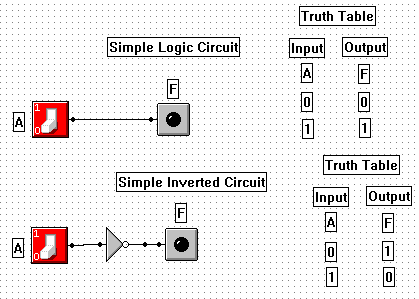 Truth Table
Simple Logic Circuit
Input Output
F
A F
A
1
0
0 0
1 1
Truth Table
Simple Inverted Circuit
Input Output
F
A F
A
1
0
0 1
1 0